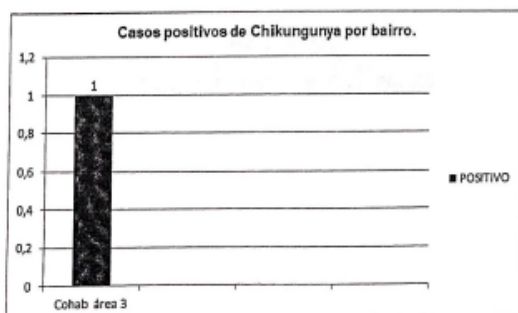 Casos positivos de Chikungunya por bairro.
1,2
1
0,8
0,6
0,4
0,2
0
1
Cohab área 3
POSITIVO